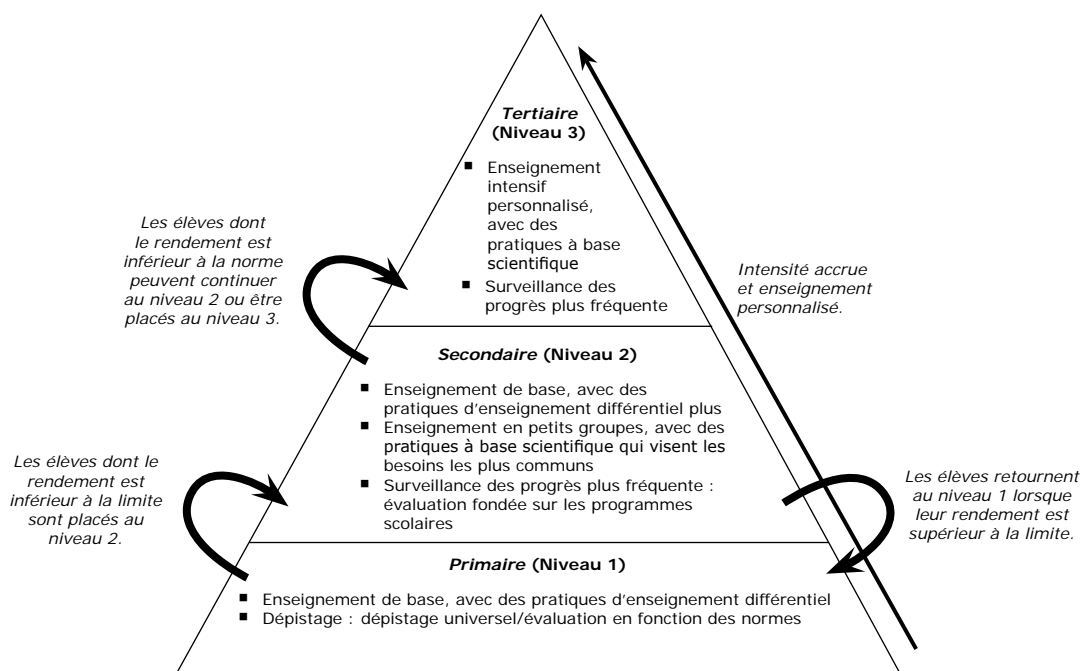 Tertiaire
(Niveau 3)
■ Enseignement
intensif
personnalisé,
avec des
pratiques à base
scientifique
■ Surveillance des
progrès plus fréquente
Les élèves dont
le rendement est
inférieur à la norme
peuvent continuer
au niveau 2 ou être
placés au niveau 3.
Intensité accrue
et enseignement
personnalisé.
Secondaire (Niveau 2)
■ Enseignement de base, avec des
pratiques d'enseignement différentiel plus
■ Enseignement en petits groupes, avec des
pratiques à base scientifique qui visent les
besoins les plus communs
■ Surveillance des progrès plus fréquente :
évaluation fondée sur les programmes
scolaires
Les élèves dont le
rendement est
inférieur à la limite
sont placés au
niveau 2.
Les élèves retournent
au niveau 1 lorsque
leur rendement est
supérieur à la limite.
Primaire (Niveau 1)
■ Enseignement de base, avec des pratiques d'enseignement différentiel
■ Dépistage : dépistage universel/évaluation en fonction des normes